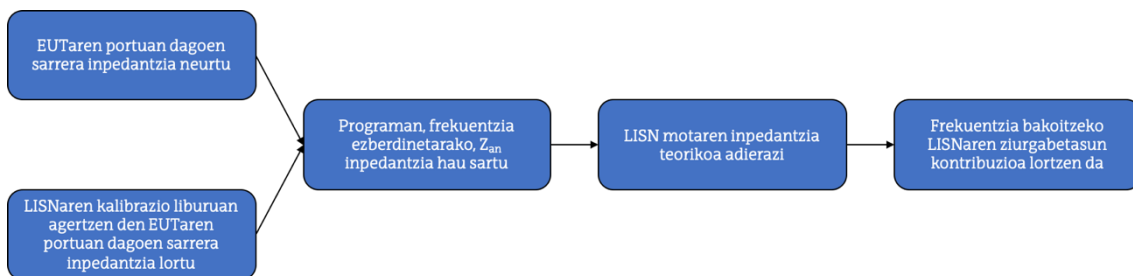 EUTaren portuan dagoen
sarrera inpedantzia neurtu
LISNaren kalibrazio liburuan
agertzen den EUTaren
portuan dagoen sarrera
inpedantzia lortu
Programan, frekuentzia
ezberdinetarako, Zan
inpedantzia hau sartu
LISN motaren inpedantzia
teorikoa adierazi
Frekuentzia bakoitzeko
LISNaren ziurgabetasun
kontribuzioa lortzen da